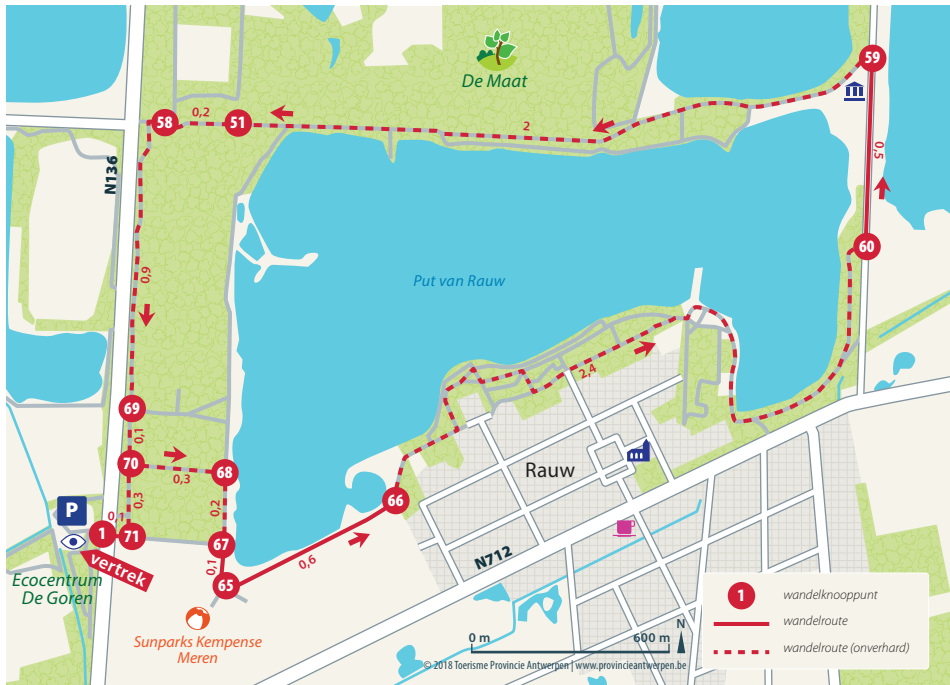 59
De Maat
58
0,2
51
2
0,5
N136
60
0,9
Put van Rauw
2,4
69
0,1
70
0,3
68
Rauw
0,3
0,2
66
P
0,1
1
71
67
N712
vertrek
0,1
0,6
65
Ecocentrum
De Goren
Sunparks Kempense
Meren
1 wandelknooppunt
wandelroute
wandelroute (onverhard)
N
0 m 600 m
© 2018 Toerisme Provincie Antwerpen | www.provincieantwerpen.be